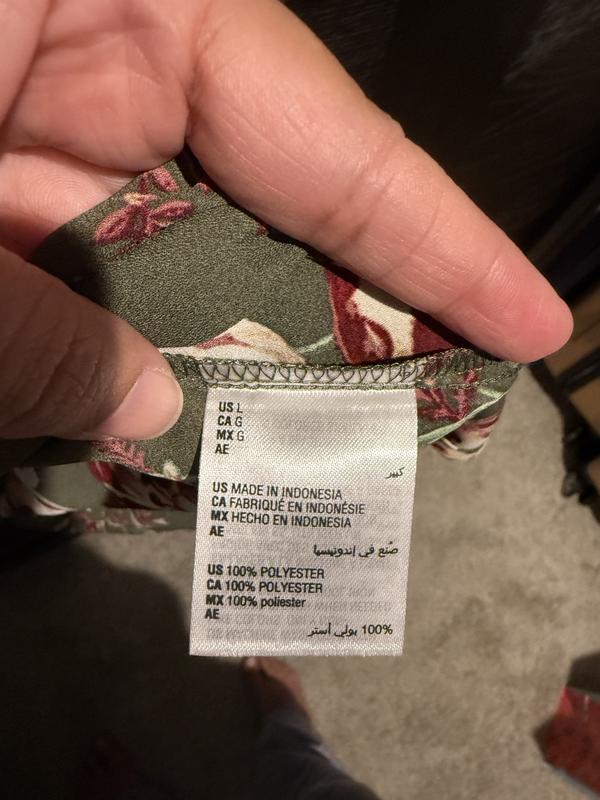 US L
CA G
MX G
AE
كبير
US MADE IN INDONESIA
CA FABRIQUÉ EN INDONÉSIE
MX HECHO EN INDONESIA
AE
صُنع في إندونيسيا
US 100% POLYESTER
CA 100% POLYESTER
MX 100% poliester
AE
100% بولي أستر